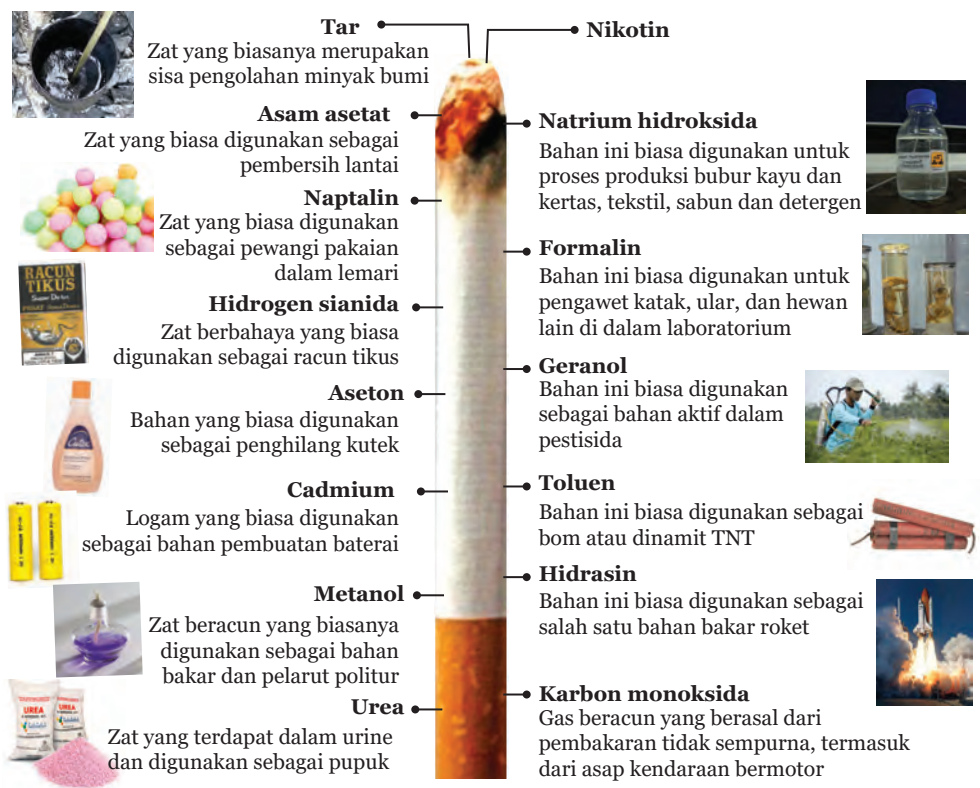 Tar
Zat yang biasanya merupakan
sisa pengolahan minyak bumi
Asam asetat
Zat yang biasa digunakan sebagai
pembersih lantai
Naptalin
Zat yang biasa digunakan
sebagai pewangi pakaian
dalam lemari
Hidrogen sianida
Zat berbahaya yang biasa
digunakan sebagai racun tikus
Aseton
Bahan yang biasa digunakan
sebagai penghilang kutek
Cadmium
Logam yang biasa digunakan
sebagai bahan pembuatan baterai
Metanol
Zat beracun yang biasanya
digunakan sebagai bahan
bakar dan pelarut politur
Urea
Zat yang terdapat dalam urine
dan digunakan sebagai pupuk
Nikotin
Natrium hidroksida
Bahan ini biasa digunakan untuk
proses produksi bubur kayu dan
kertas, tekstil, sabun dan detergen
Formalin
Bahan ini biasa digunakan untuk
pengawet katak, ular, dan hewan
lain di dalam laboratorium
Geranol
Bahan ini biasa digunakan
sebagai bahan aktif dalam
pestisida
Toluen
Bahan ini biasa digunakan sebagai
bom atau dinamit TNT
Hidrasin
Bahan ini biasa digunakan sebagai
salah satu bahan bakar roket
Karbon monoksida
Gas beracun yang berasal dari
pembakaran tidak sempurna, termasuk
dari asap kendaraan bermotor
RACUN
TIKUS
UREA
UREA